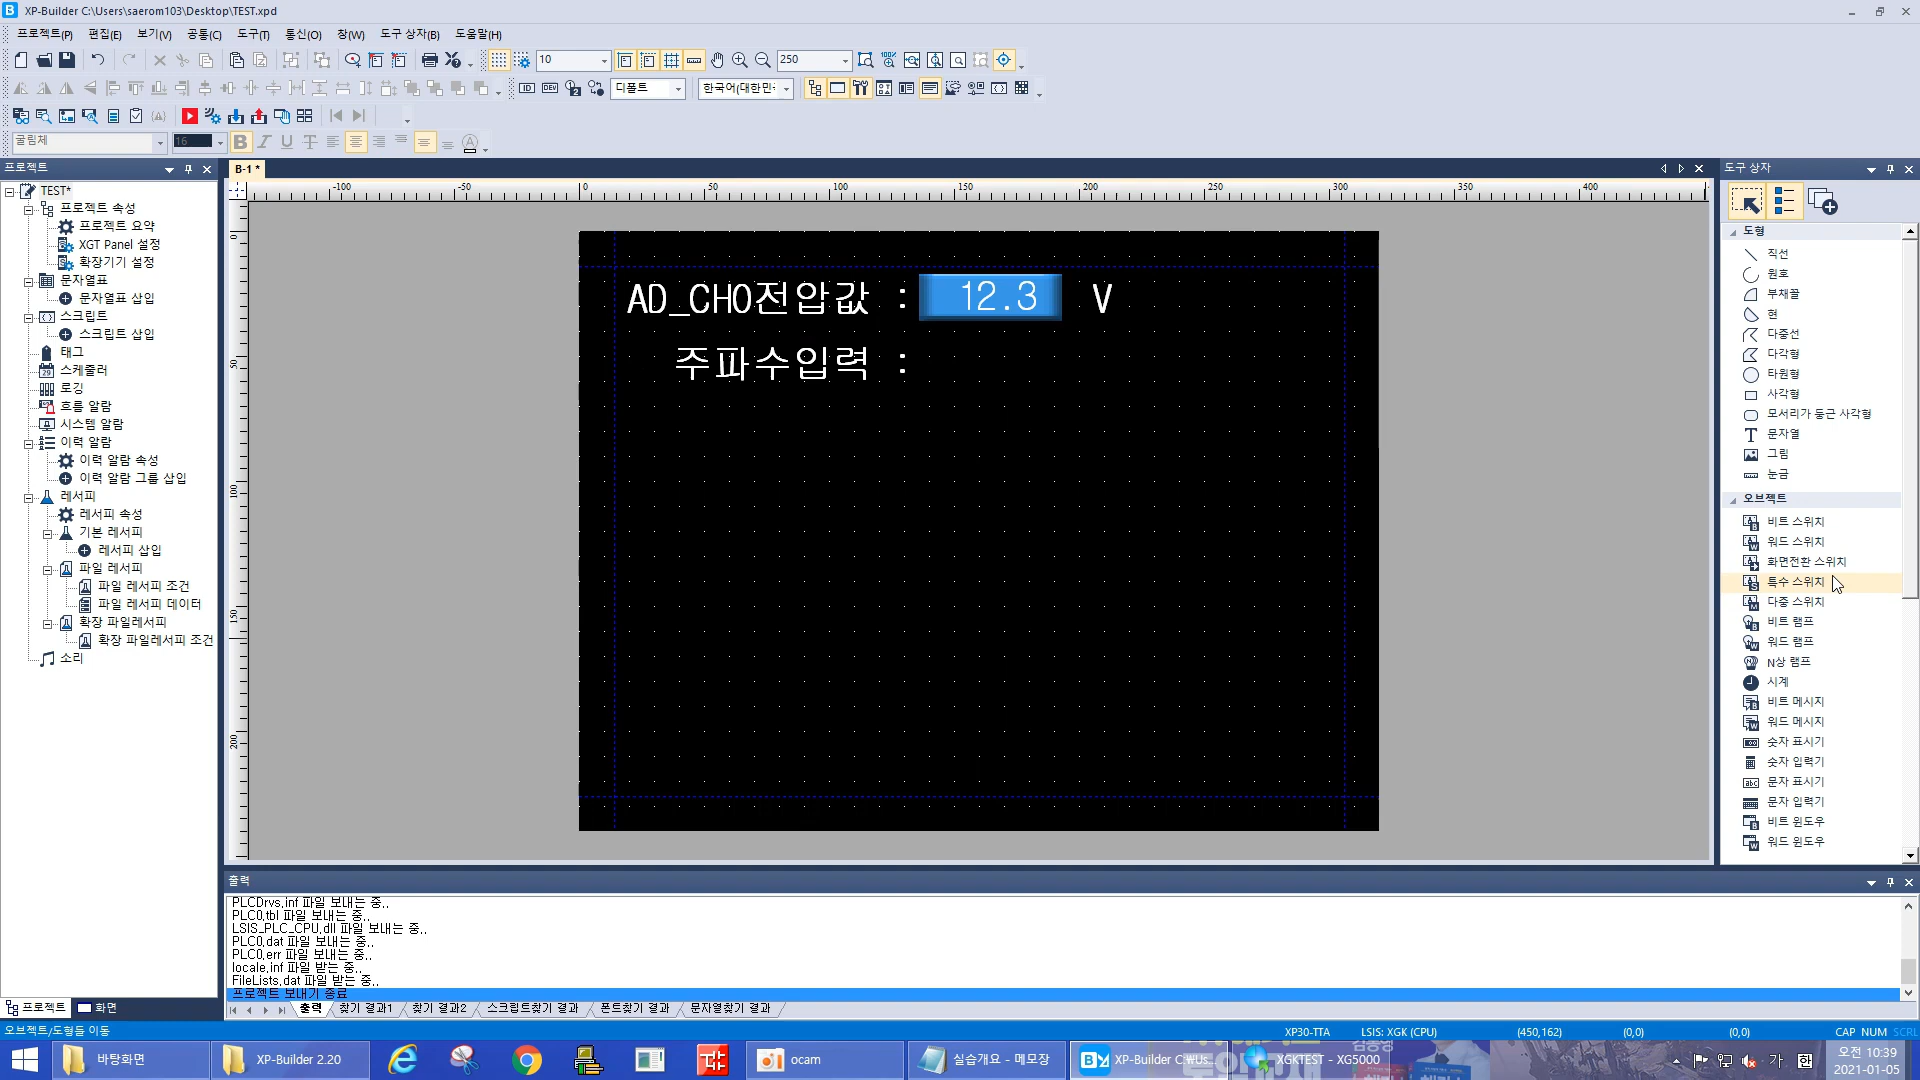 XP-Builder C:\Users\saerom103\Desktop\TEST.xpd
프로젝트(P) 편집(E) 보기(V) 공통(C) 도구(T) 통신(O) 창(W) 도구 상자(B) 도움말(H)
10
250
디폴트
한국어(대한민
굴림체
16
프로젝트
B-1 *
도구 상자
TEST*
프로젝트 속성
프로젝트 요약
XGT Panel 설정
확장기기 설정
문자열표
문자열표 삽입
스크립트
스크립트 삽입
태그
스케줄러
로깅
흐름 알람
시스템 알람
이력 알람
이력 알람 속성
이력 알람 그룹 삽입
레서피
레서피 속성
기본 레서피
레서피 삽입
파일 레서피
파일 레서피 조건
파일 레서피 데이터
확장 파일레서피
확장 파일레서피 조건
소리
프로젝트 화면
-100 -50 0 50 100 150 200 250 300 350 400
0
50
100
150
200
AD_CH0전압값 : 12.3 V
주파수입력 :
도형
직선
원호
부채꼴
현
다중선
다각형
타원형
사각형
모서리가 둥근 사각형
문자열
그림
눈금
오브젝트
비트 스위치
워드 스위치
화면전환 스위치
특수 스위치
다중 스위치
비트 램프
워드 램프
N상 램프
시계
비트 메시지
워드 메시지
숫자 표시기
숫자 입력기
문자 표시기
문자 입력기
비트 윈도우
워드 윈도우
출력
PLCDrvs.inf 파일 보내는 중..
PLC0.tbl 파일 보내는 중..
LSIS_PLC_CPU.dll 파일 보내는 중..
PLC0.dat 파일 보내는 중..
PLC0.err 파일 보내는 중..
locale.inf 파일 받는 중..
FileLists.dat 파일 받는 중..
프로젝트 보내기 종료
출력 찾기 결과1 찾기 결과2 스크립트찾기 결과 폰트찾기 결과 문자열찾기 결과
오브젝트/도형들 이동
XP30-TTA LSIS: XGK (CPU) (450,162) (0,0) (0,0) CAP NUM SCRL
바탕화면
XP-Builder 2.20
ocam
실습개요 - 메모장
XP-Builder C:₩Us...
XGKTEST - XG5000
가
한
오전 10:39
2021-01-05